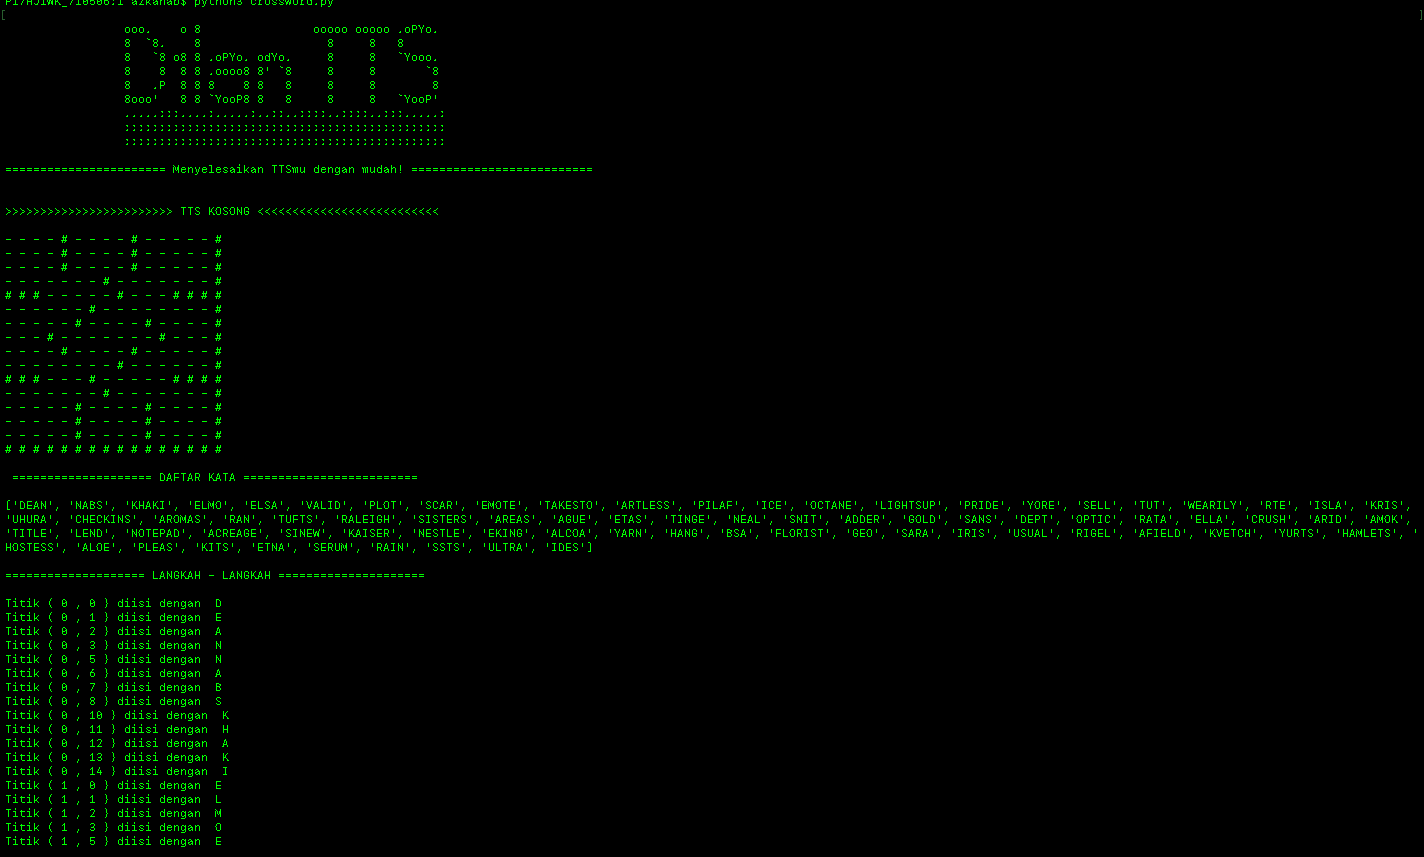 python3 crossword.py
ooo.    o 8                ooooo ooooo .oPYo.
8  `8.    8                  8     8   8
8   `8 o8 8 .oPYo. odYo.     8     8   `Yooo.
8    8  8 8 .oooo8 8' `8     8     8       `8
8   .P  8 8 8    8 8   8     8     8        8
8ooo'   8 8 `YooP8 8   8     8     8   `YooP'
.....:::....:.....:..::..::::..::::..:::.....:
::::::::::::::::::::::::::::::::::::::::::::::
::::::::::::::::::::::::::::::::::::::::::::::
======================= Menyelesaikan TTSmu dengan mudah! ==========================
>>>>>>>>>>>>>>>>>>>>>>>> TTS KOSONG <<<<<<<<<<<<<<<<<<<<<<<<<<
- - - - # - - - - # - - - - - #
- - - - # - - - - # - - - - - #
- - - - # - - - - # - - - - - #
- - - - - - - # - - - - - - - #
# # # - - - - - # - - - # # # #
- - - - - - # - - - - - - - - #
- - - - - # - - - - # - - - - #
- - - # - - - - - - - # - - - #
- - - - # - - - - # - - - - - #
- - - - - - - - # - - - - - - #
# # # - - - # - - - - - # # # #
- - - - - - - # - - - - - - - #
- - - - - # - - - - # - - - - #
- - - - - # - - - - # - - - - #
- - - - - # - - - - # - - - - #
# # # # # # # # # # # # # # # #
==================== DAFTAR KATA =========================
['DEAN', 'NABS', 'KHAKI', 'ELMO', 'ELSA', 'VALID', 'PLOT', 'SCAR', 'EMOTE', 'TAKESTO', 'ARTLESS', 'PILAF', 'ICE', 'OCTANE', 'LIGHTSUP', 'PRIDE', 'YORE', 'SELL', 'TUT', 'WEARILY', 'RTE', 'ISLA', 'KRIS',
'UHURA', 'CHECKINS', 'AROMAS', 'RAN', 'TUFTS', 'RALEIGH', 'SISTERS', 'AREAS', 'AGUE', 'ETAS', 'TINGE', 'NEAL', 'SNIT', 'ADDER', 'GOLD', 'SANS', 'DEPT', 'OPTIC', 'RATA', 'ELLA', 'CRUSH', 'ARID', 'AMOK',
'TITLE', 'LEND', 'NOTEPAD', 'ACREAGE', 'SINEW', 'KAISER', 'NESTLE', 'EKING', 'ALCOA', 'YARN', 'HANG', 'BSA', 'FLORIST', 'GEO', 'SARA', 'IRIS', 'USUAL', 'RIGEL', 'AFIELD', 'KVETCH', 'YURTS', 'HAMLETS', '
HOSTESS', 'ALOE', 'PLEAS', 'KITS', 'ETNA', 'SERUM', 'RAIN', 'SSTS', 'ULTRA', 'IDES']
==================== LANGKAH - LANGKAH =====================
Titik ( 0 , 0 ) diisi dengan  D
Titik ( 0 , 1 ) diisi dengan  E
Titik ( 0 , 2 ) diisi dengan  A
Titik ( 0 , 3 ) diisi dengan  N
Titik ( 0 , 5 ) diisi dengan  N
Titik ( 0 , 6 ) diisi dengan  A
Titik ( 0 , 7 ) diisi dengan  B
Titik ( 0 , 8 ) diisi dengan  S
Titik ( 0 , 10 ) diisi dengan  K
Titik ( 0 , 11 ) diisi dengan  H
Titik ( 0 , 12 ) diisi dengan  A
Titik ( 0 , 13 ) diisi dengan  K
Titik ( 0 , 14 ) diisi dengan  I
Titik ( 1 , 0 ) diisi dengan  E
Titik ( 1 , 1 ) diisi dengan  L
Titik ( 1 , 2 ) diisi dengan  M
Titik ( 1 , 3 ) diisi dengan  O
Titik ( 1 , 5 ) diisi dengan  E